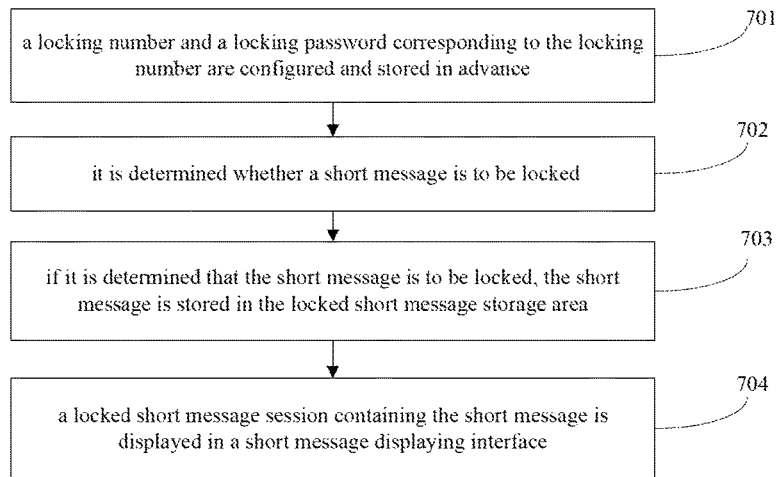 701
a locking number and a locking password corresponding to the locking
number are configured and stored in advance
702
it is determined whether a short message is to be locked
703
if it is determined that the short message is to be locked, the short
message is stored in the locked short message storage area
704
a locked short message session containing the short message is
displayed in a short message displaying interface